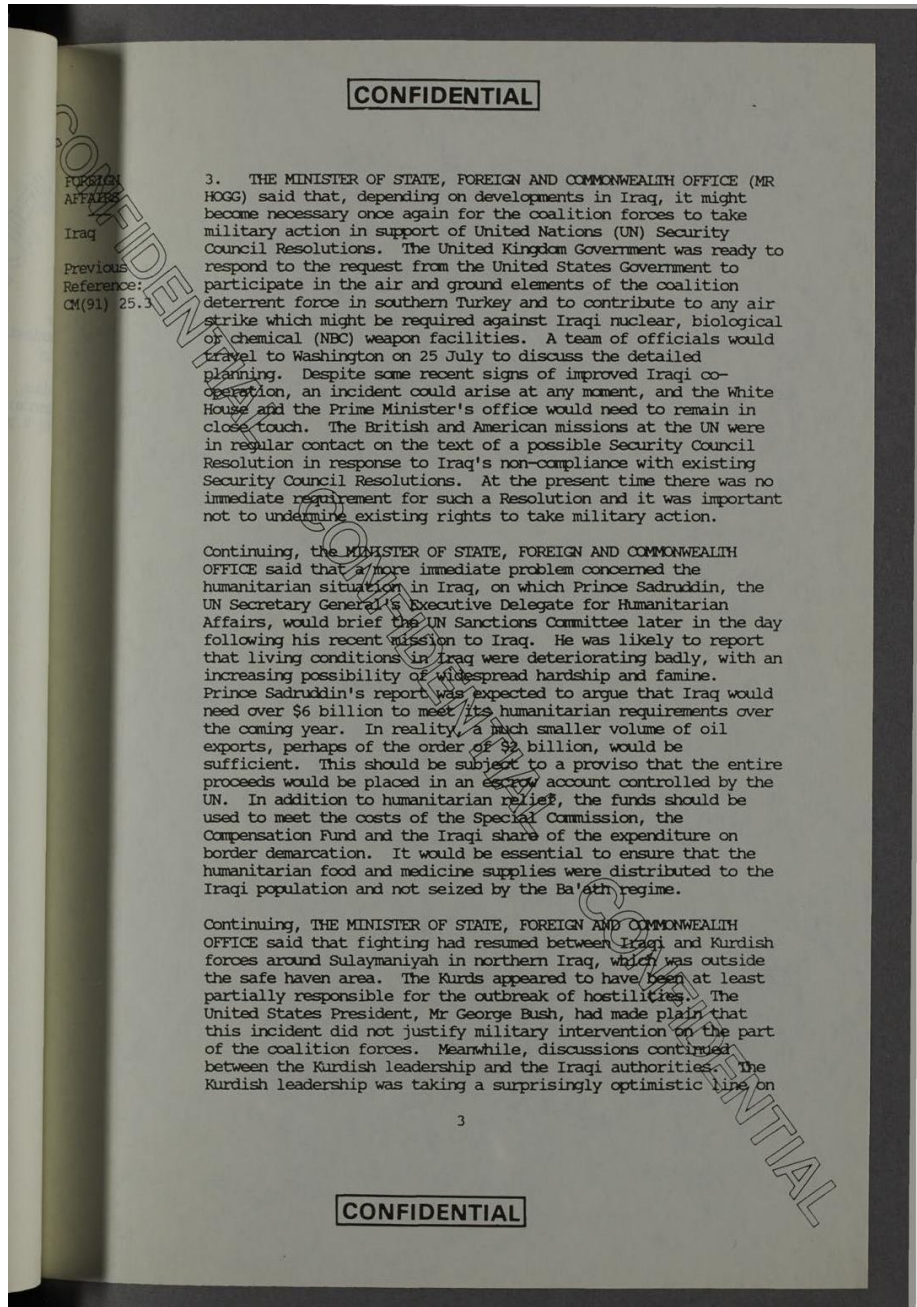 CONFIDENTIAL
FOREIGN
AFFAIRS
Iraq
Previous
Reference:
CM(91) 25.3
3. THE MINISTER OF STATE, FOREIGN AND COMMONWEALTH OFFICE (MR
HOGG) said that, depending on developments in Iraq, it might
become necessary once again for the coalition forces to take
military action in support of United Nations (UN) Security
Council Resolutions. The United Kingdom Government was ready to
respond to the request from the United States Government to
participate in the air and ground elements of the coalition
deterrent force in southern Turkey and to contribute to any air
strike which might be required against Iraqi nuclear, biological
or chemical (NBC) weapon facilities. A team of officials would
travel to Washington on 25 July to discuss the detailed
planning. Despite some recent signs of improved Iraqi co-
operation, an incident could arise at any moment, and the White
House and the Prime Minister's office would need to remain in
close touch. The British and American missions at the UN were
in regular contact on the text of a possible Security Council
Resolution in response to Iraq's non-compliance with existing
Security Council Resolutions. At the present time there was no
immediate requirement for such a Resolution and it was important
not to undermine existing rights to take military action.
Continuing, the MINISTER OF STATE, FOREIGN AND COMMONWEALTH
OFFICE said that a more immediate problem concerned the
humanitarian situation in Iraq, on which Prince Sadruddin, the
UN Secretary General's Executive Delegate for Humanitarian
Affairs, would brief the UN Sanctions Committee later in the day
following his recent mission to Iraq. He was likely to report
that living conditions in Iraq were deteriorating badly, with an
increasing possibility of widespread hardship and famine.
Prince Sadruddin's report was expected to argue that Iraq would
need over $6 billion to meet its humanitarian requirements over
the coming year. In reality, a much smaller volume of oil
exports, perhaps of the order of $2 billion, would be
sufficient. This should be subject to a proviso that the entire
proceeds would be placed in an escrow account controlled by the
UN. In addition to humanitarian relief, the funds should be
used to meet the costs of the Special Commission, the
Compensation Fund and the Iraqi share of the expenditure on
border demarcation. It would be essential to ensure that the
humanitarian food and medicine supplies were distributed to the
Iraqi population and not seized by the Ba'ath regime.
Continuing, THE MINISTER OF STATE, FOREIGN AND COMMONWEALTH
OFFICE said that fighting had resumed between Iraqi and Kurdish
forces around Sulaymaniyah in northern Iraq, which was outside
the safe haven area. The Kurds appeared to have been at least
partially responsible for the outbreak of hostilities. The
United States President, Mr George Bush, had made plain that
this incident did not justify military intervention on the part
of the coalition forces. Meanwhile, discussions continued
between the Kurdish leadership and the Iraqi authorities. The
Kurdish leadership was taking a surprisingly optimistic line on
3
CONFIDENTIAL
CONFIDENTIAL
CONFIDENTIAL
CONFIDENTIAL